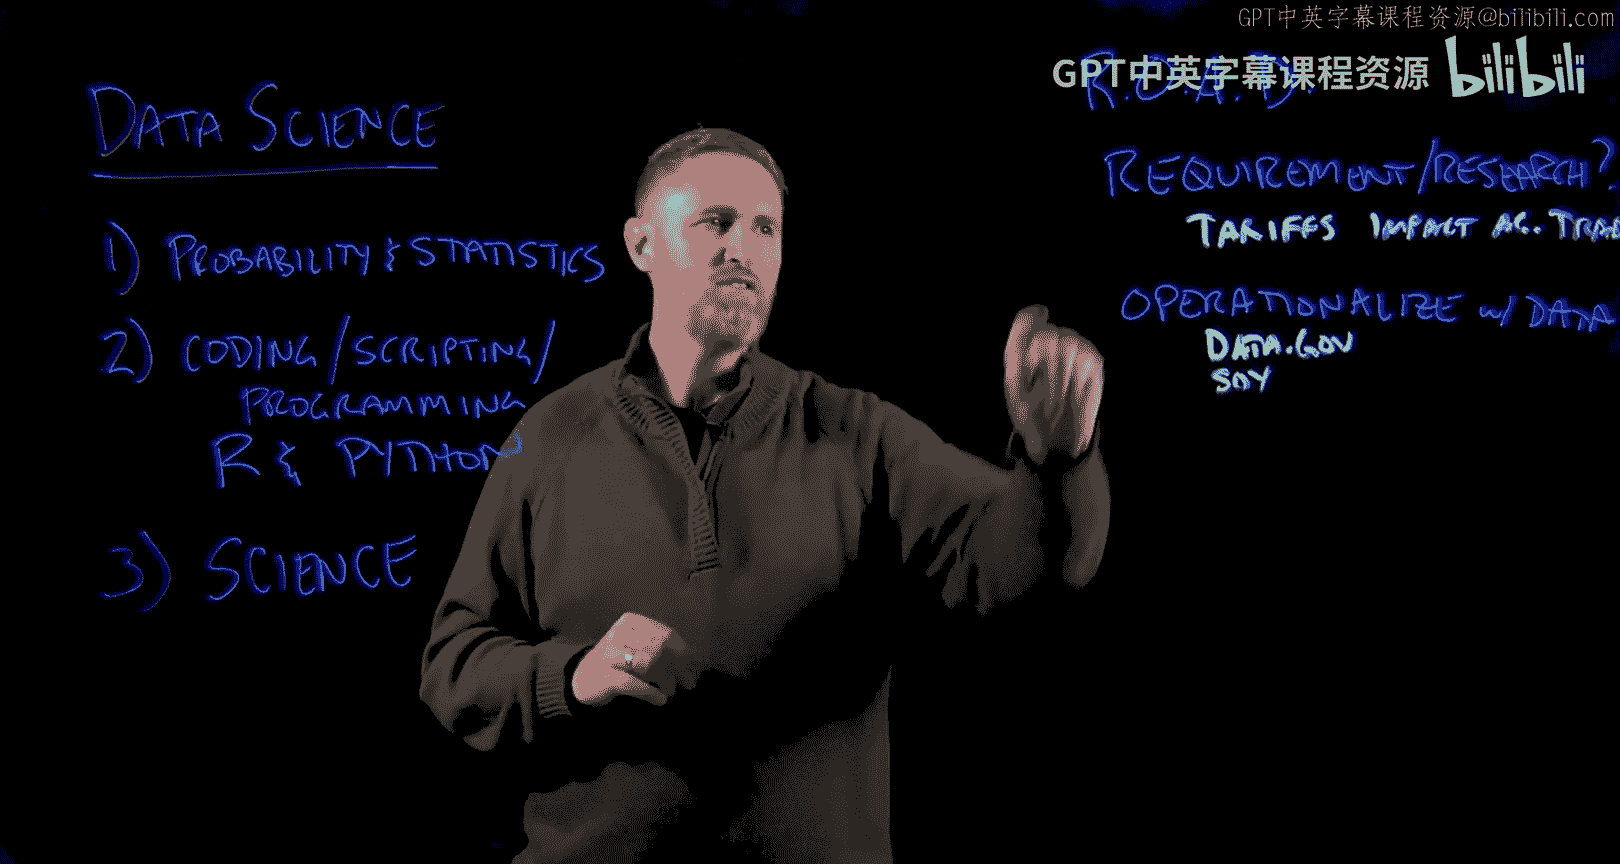 GPT中英字幕课程资源@bilibili.com
GPT中英字幕课程资源 bilibili
R.O.A.D.
DATA SCIENCE
1) PROBABILITY & STATISTICS
2) CODING/SCRIPTING/
PROGRAMMING
R & PYTHON
3) SCIENCE
REQUIREMENT/RESEARCH?
TARIFFS IMPACT AG.
OPERATIONALIZE w/ DATA
DATA.GOV
SOY